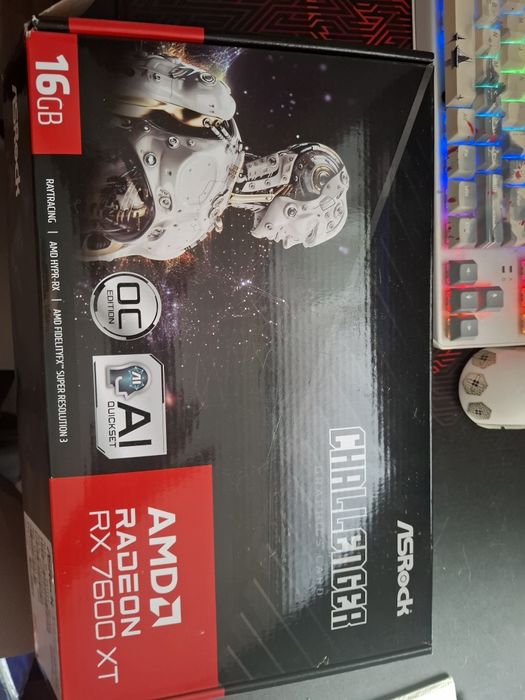 ASRock
CHALLENGER
GRAPHICS CARD
16GB
OC
EDITION
AI
AI
QUICKSET
AMD
RADEON
RX 7600 XT
RAYTRACING | AMD HYPR-RX | AMD FIDELITYFX™ SUPER RESOLUTION 3
ASRock